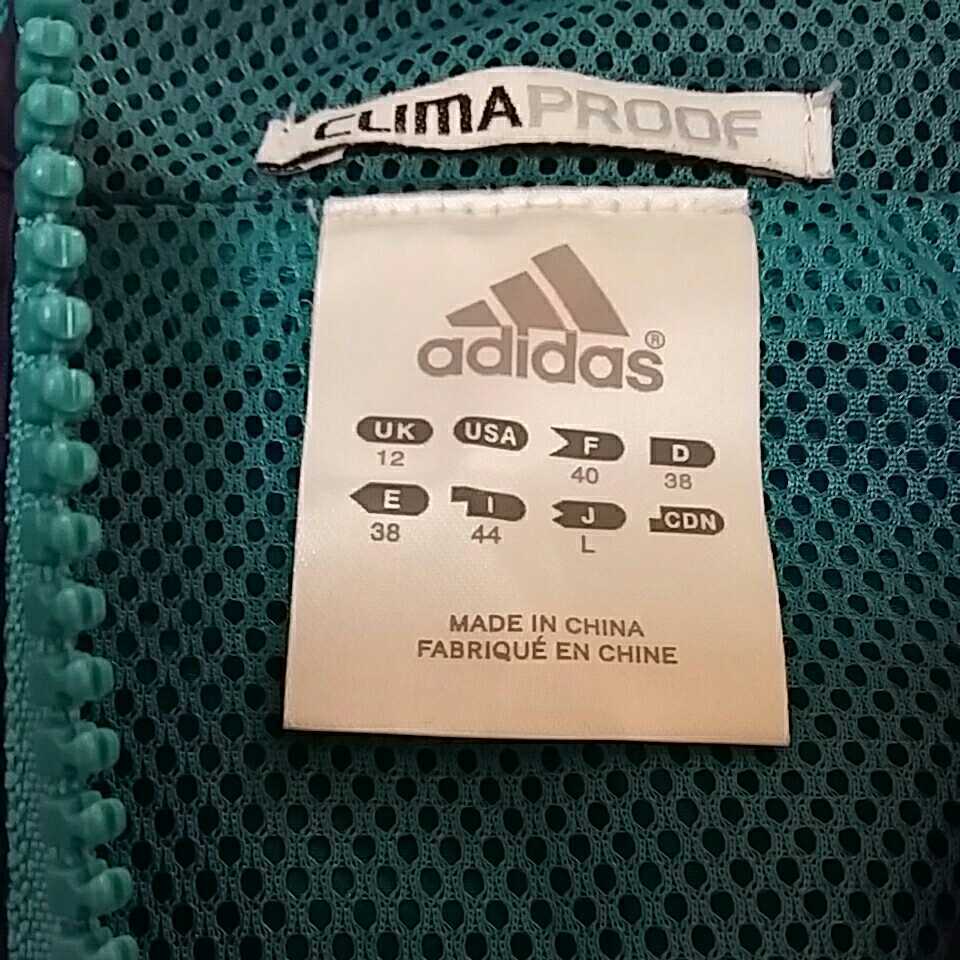 CLIMAPROOF
adidas®
UK USA F D
12 40 38
E I J CDN
38 44 L
MADE IN CHINA
FABRIQUÉ EN CHINE